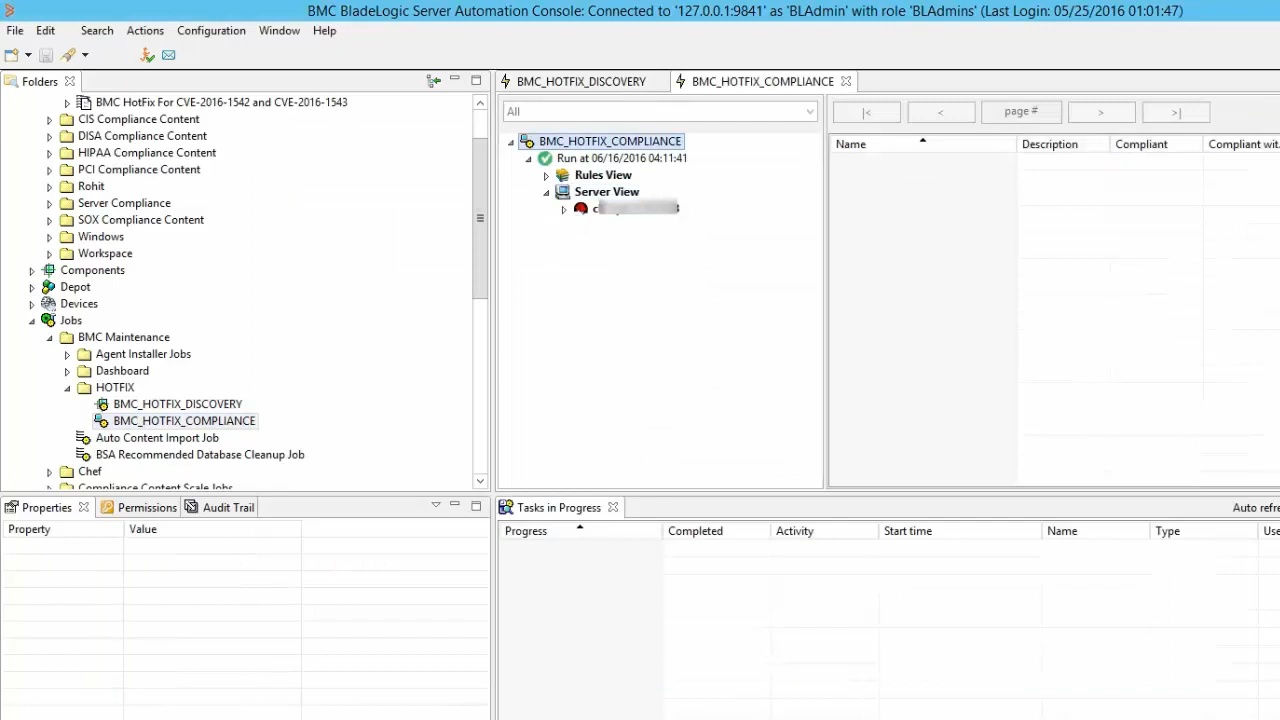 BMC BladeLogic Server Automation Console: Connected to '127.0.0.1:9841' as 'BLAdmin' with role 'BLAdmins' (Last Login: 05/25/2016 01:01:47)
File Edit Search Actions Configuration Window Help
Folders
BMC HotFix For CVE-2016-1542 and CVE-2016-1543
CIS Compliance Content
DISA Compliance Content
HIPAA Compliance Content
PCI Compliance Content
Rohit
Server Compliance
SOX Compliance Content
Windows
Workspace
Components
Depot
Devices
Jobs
BMC Maintenance
Agent Installer Jobs
Dashboard
HOTFIX
BMC_HOTFIX_DISCOVERY
BMC_HOTFIX_COMPLIANCE
Auto Content Import Job
BSA Recommended Database Cleanup Job
Chef
Compliance Content Scale Jobs
BMC_HOTFIX_DISCOVERY BMC_HOTFIX_COMPLIANCE
All
BMC_HOTFIX_COMPLIANCE
Run at 06/16/2016 04:11:41
Rules View
Server View
|< < page # > >|
Name Description Compliant Compliant wit.
Properties Permissions Audit Trail
Property Value
Tasks in Progress Auto refre
Progress Completed Activity Start time Name Type Use